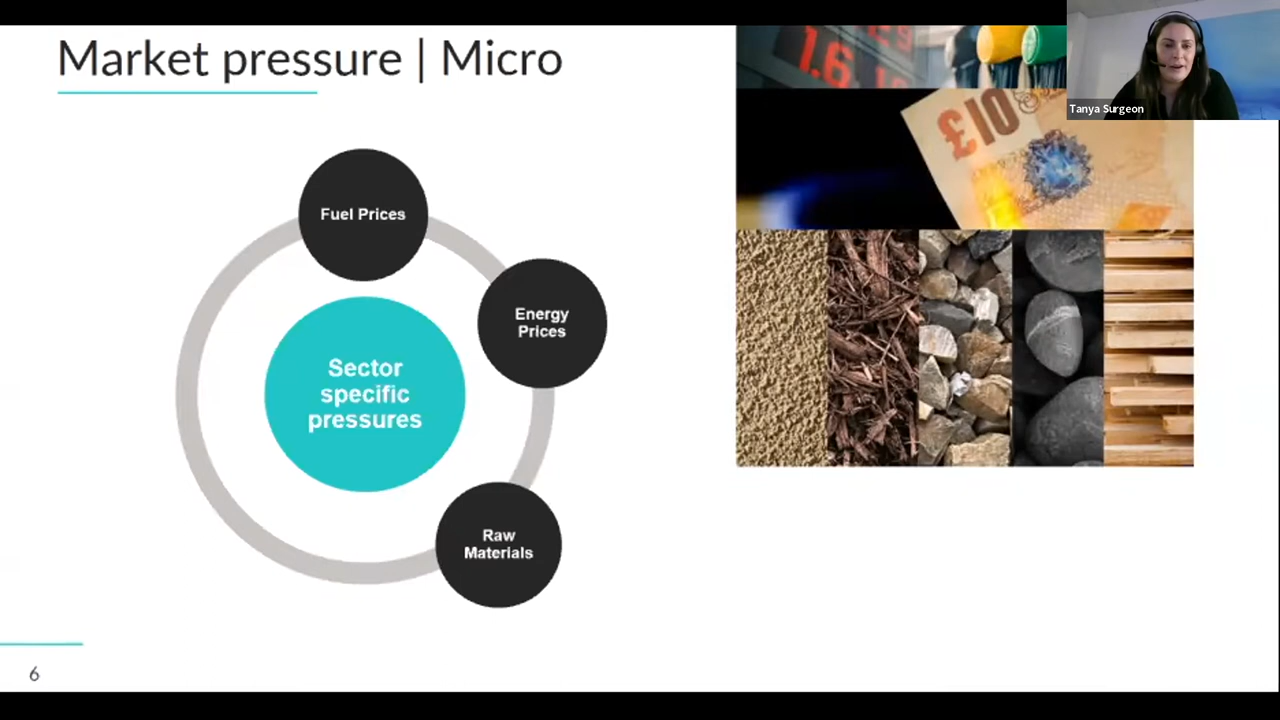 Market pressure | Micro
Tanya Surgeon
£10
Fuel Prices
Energy
Prices
Sector
specific
pressures
Raw
Materials
6